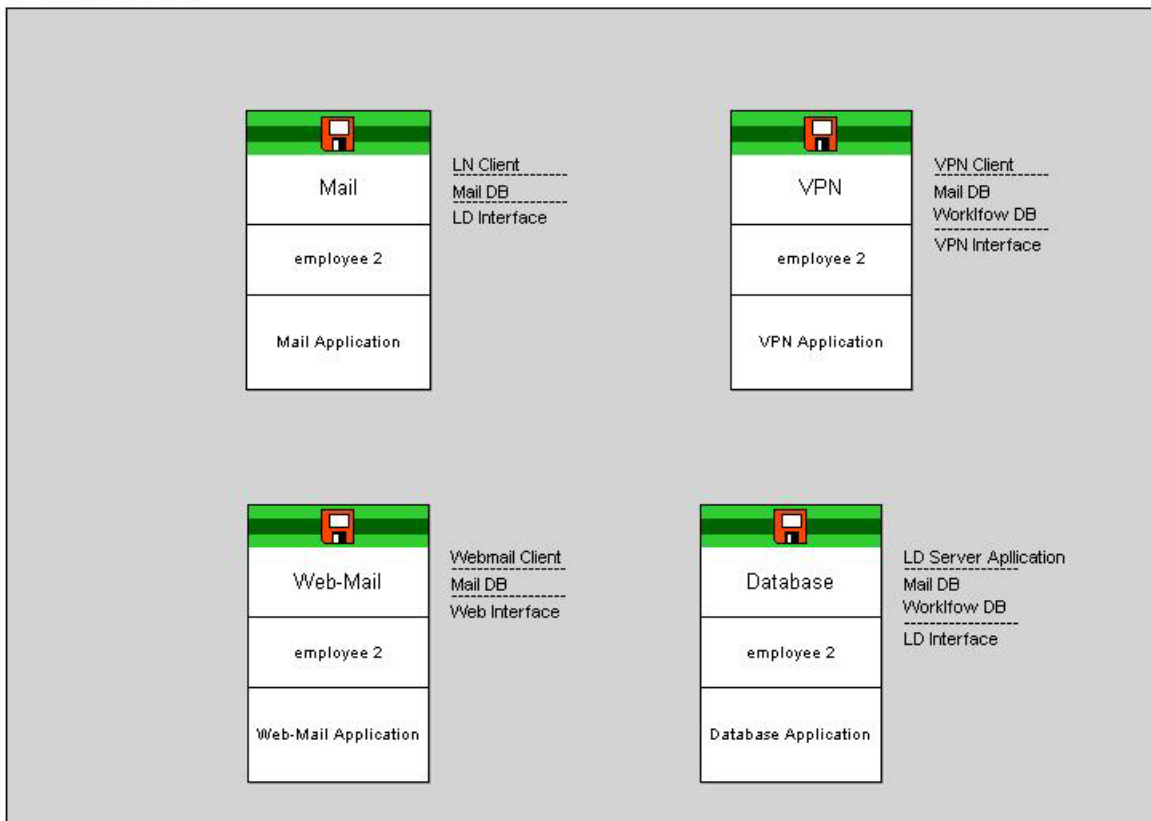 Mail
employee 2
Mail Application
LN Client
Mail DB
LD Interface
VPN
employee 2
VPN Application
VPN Client
Mail DB
Worklfow DB
VPN Interface
Web-Mail
employee 2
Web-Mail Application
Webmail Client
Mail DB
Web Interface
Database
employee 2
Database Application
LD Server Apllication
Mail DB
Worklfow DB
LD Interface